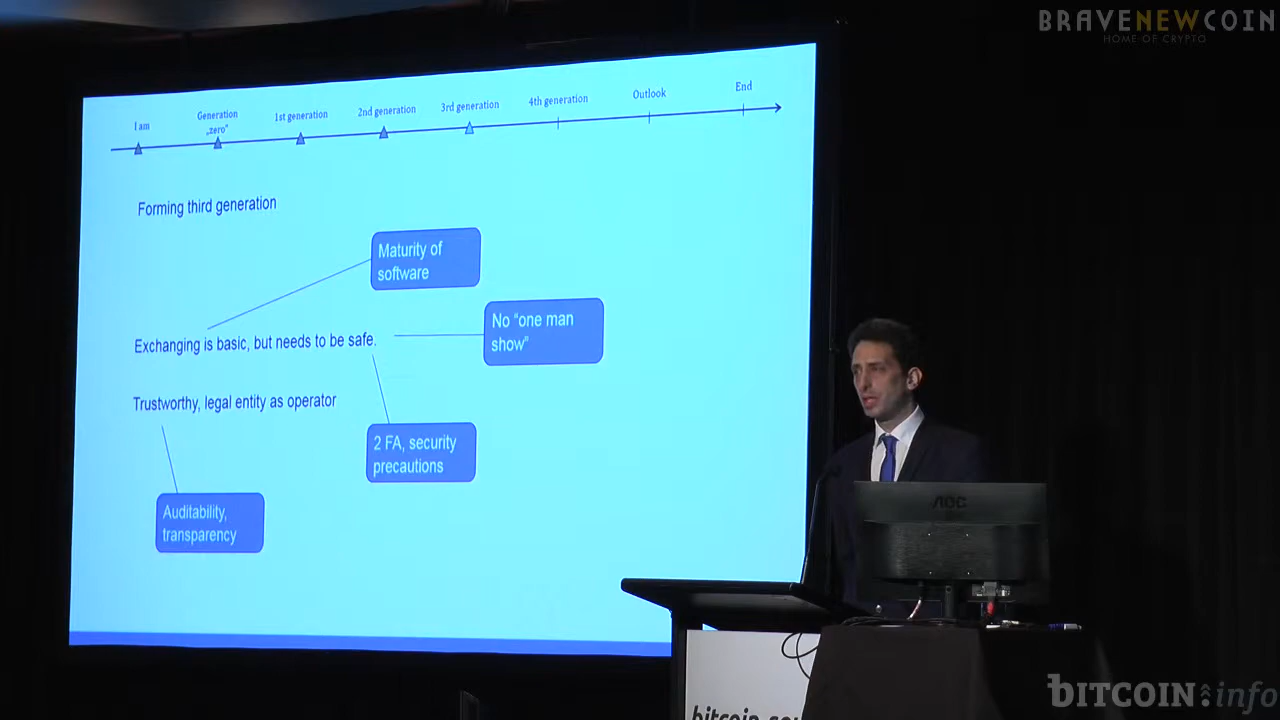 BRAVENEWCOIN
HOME OF CRYPTO
I am
Generation
„zero"
1st generation
2nd generation
3rd generation
4th generation
Outlook
End
Forming third generation
Maturity of
software
No “one man
show”
Exchanging is basic, but needs to be safe.
Trustworthy, legal entity as operator
2 FA, security
precautions
Auditability,
transparency
AOC
bitcoin
BITCOIN.info